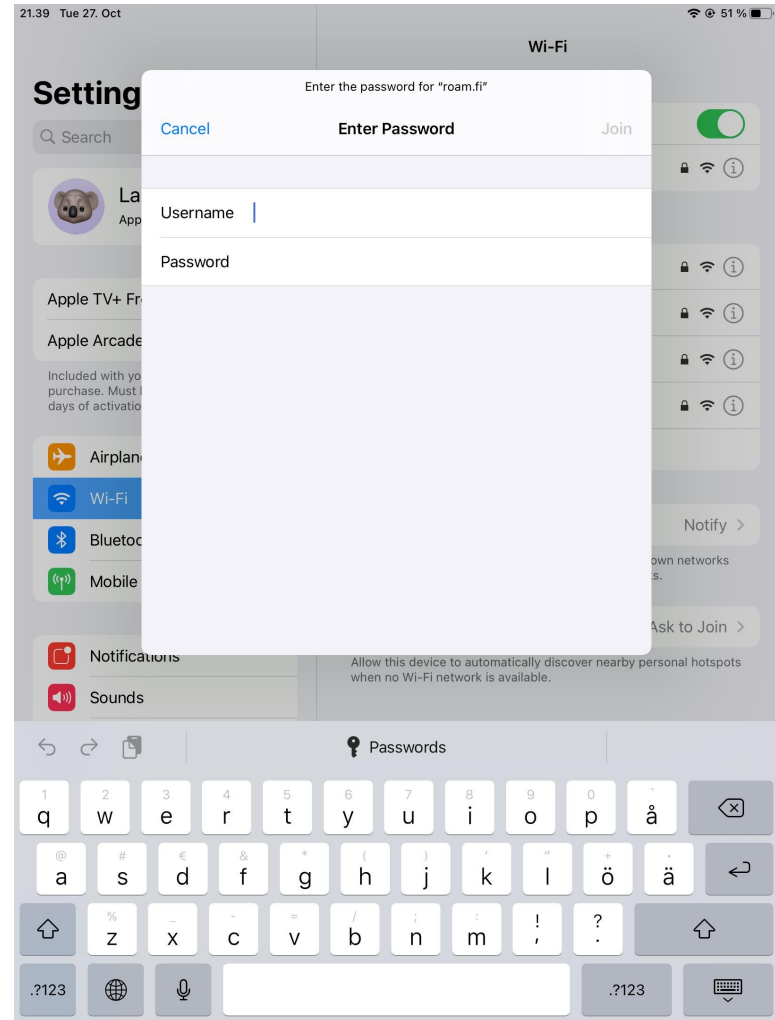 21.39 Tue 27. Oct
51 %
Wi-Fi
Setting
Search
La
App
Apple TV+ Fr
Apple Arcade
Included with yo
purchase. Must
days of activatio
Airplan
Wi-Fi
Bluetoo
Mobile
Notifications
Sounds
Enter the password for “roam.fi”
Cancel Enter Password Join
Username
Password
Notify >
own networks
s.
Ask to Join >
Allow this device to automatically discover nearby personal hotspots
when no Wi-Fi network is available.
Passwords
1 2 3 4 5 6 7 8 9 0 `
q w e r t y u i o p å
@ # € & * ( ) ' " + ·
a s d f g h j k l ö ä
% _ - = / ; : ! ?
z x c v b n m , .
.?123 .?123